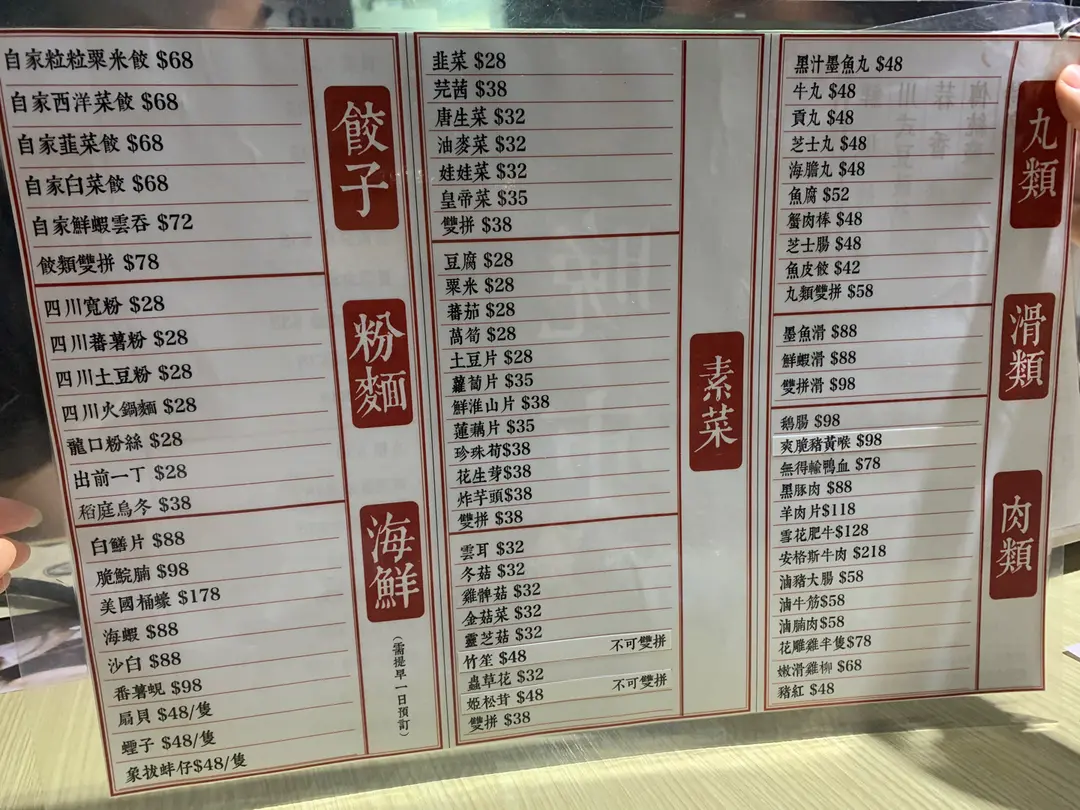 餃子
自家粒粒粟米餃 $68
自家西洋菜餃 $68
自家韮菜餃 $68
自家白菜餃 $68
自家鮮蝦雲吞 $72
餃類雙拼 $78
粉麵
四川寬粉 $28
四川蕃薯粉 $28
四川土豆粉 $28
四川火鍋麵 $28
龍口粉絲 $28
出前一丁 $28
稻庭烏冬 $38
海鮮
(需提早一日預訂)
白鱔片 $88
脆鯇腩 $98
美國桶蠔 $178
海蝦 $88
沙白 $88
番薯蜆 $98
扇貝 $48/隻
蟶子 $48/隻
象拔蚌仔$48/隻
素菜
韭菜 $28
芫茜 $38
唐生菜 $32
油麥菜 $32
娃娃菜 $32
皇帝菜 $35
雙拼 $38
豆腐 $28
粟米 $28
蕃茄 $28
萵筍 $28
土豆片 $28
蘿蔔片 $35
鮮淮山片 $38
蓮藕片 $35
珍珠荀$38
花生芽$38
炸芋頭$38
雙拼 $38
雲耳 $32
冬菇 $32
雞髀菇 $32
金菇菜 $32
靈芝菇 $32
竹笙 $48 不可雙拼
蟲草花 $32
姬松茸 $48 不可雙拼
雙拼 $38
丸類
黑汁墨魚丸 $48
牛丸 $48
貢丸 $48
芝士丸 $48
海膽丸 $48
魚腐 $52
蟹肉棒 $48
芝士腸 $48
魚皮餃 $42
丸類雙拼 $58
滑類
墨魚滑 $88
鮮蝦滑 $88
雙拼滑 $98
肉類
鵝腸 $98
爽脆豬黃喉 $98
無得輸鴨血 $78
黑豚肉 $88
羊肉片$118
雪花肥牛$128
安格斯牛肉 $218
滷豬大腸 $58
滷牛筋$58
滷腩肉$58
花雕雞半隻$78
嫩滑雞柳 $68
豬紅 $48